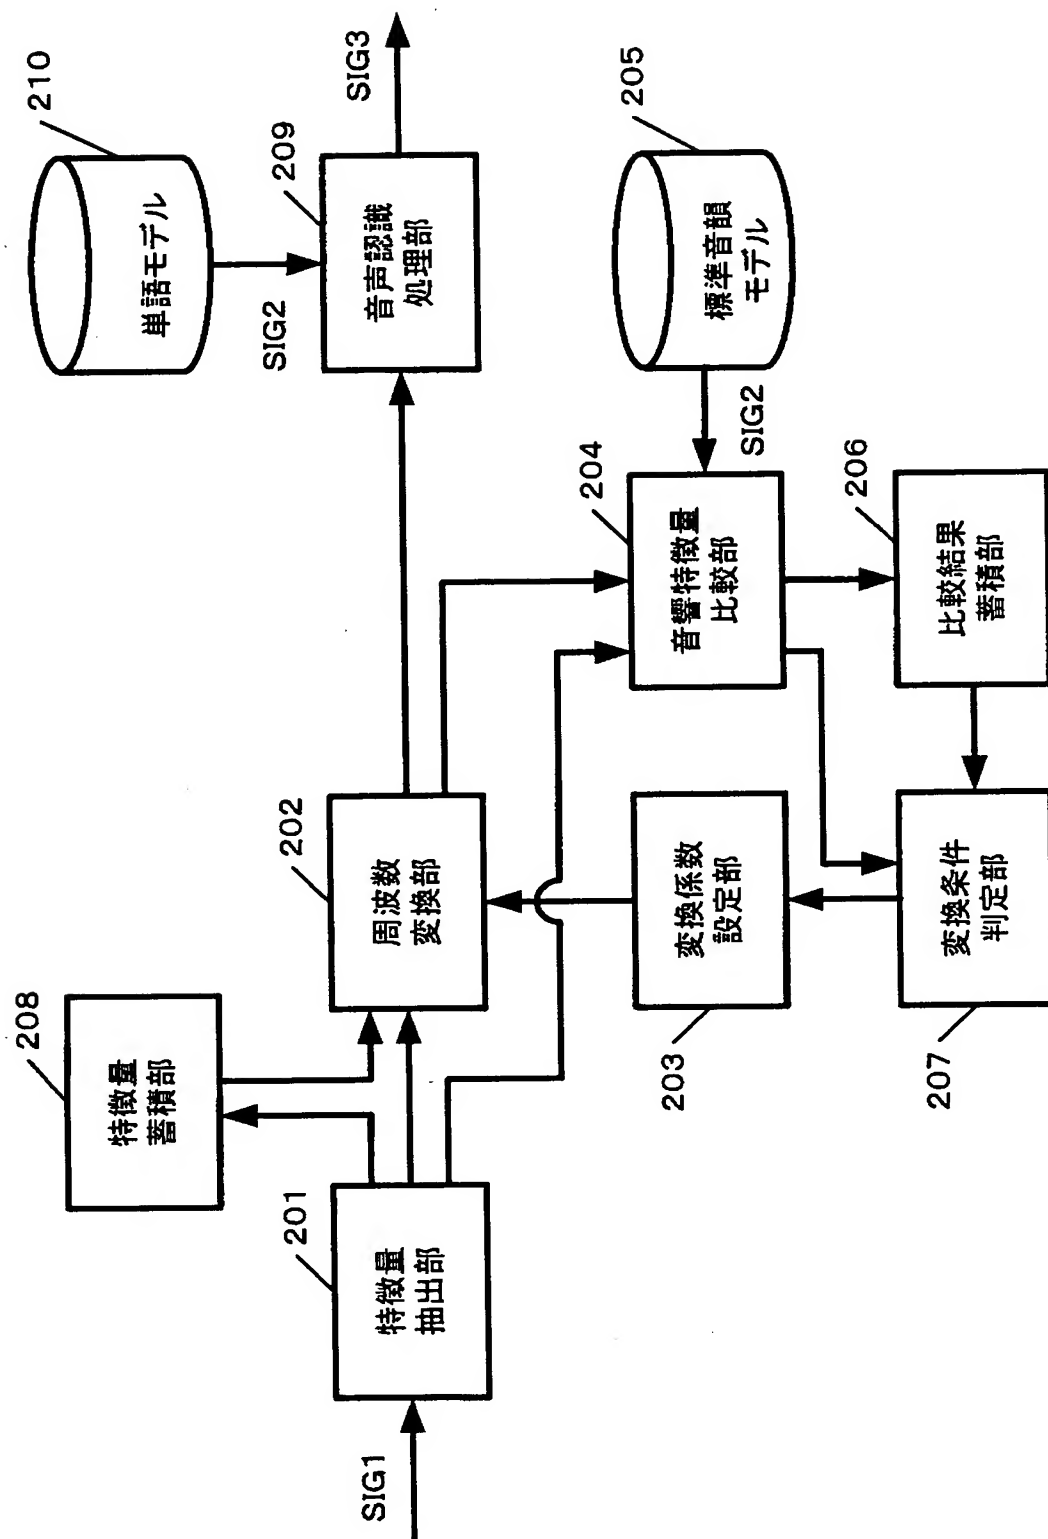 210
単語モデル
SIG3
209
音声認識
処理部
SIG2
205
標準音韻
モデル
SIG2
204
音響特徴量
比較部
206
比較結果
蓄積部
202
周波数
変換部
変換係数
設定部
203
変換条件
判定部
207
208
特徴量
蓄積部
201
特徴量
抽出部
SIG1